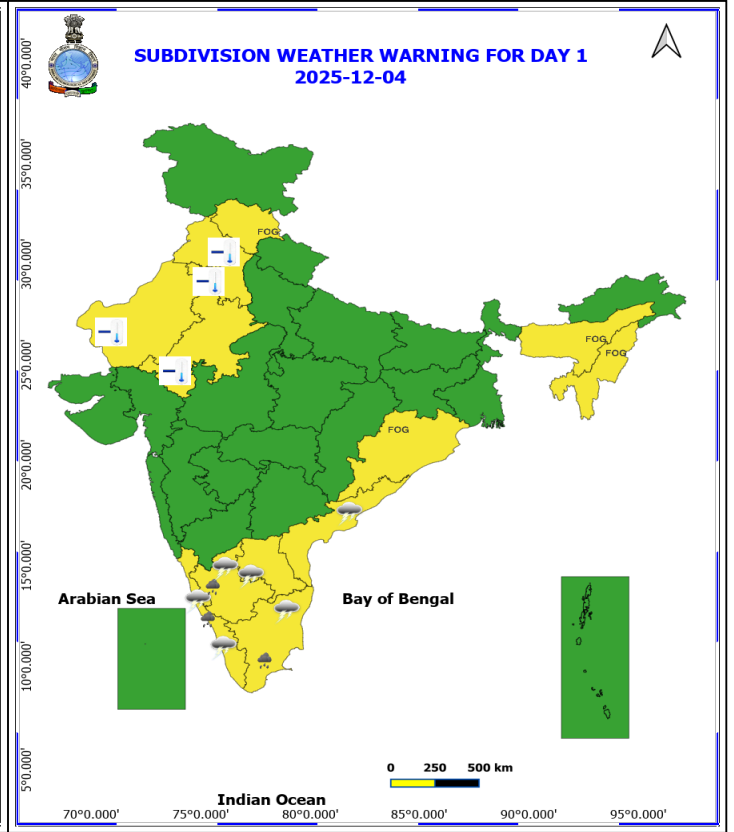 SUBDIVISION WEATHER WARNING FOR DAY 1
2025-12-04
40°0.000'
35°0.000'
FOG
30°0.000'
FOG
FOG
25°0.000'
FOG
20°0.000'
15°0.000'
Arabian Sea
Bay of Bengal
10°0.000'
5°0.000'
0 250 500 km
Indian Ocean
70°0.000' 75°0.000' 80°0.000' 85°0.000' 90°0.000' 95°0.000'